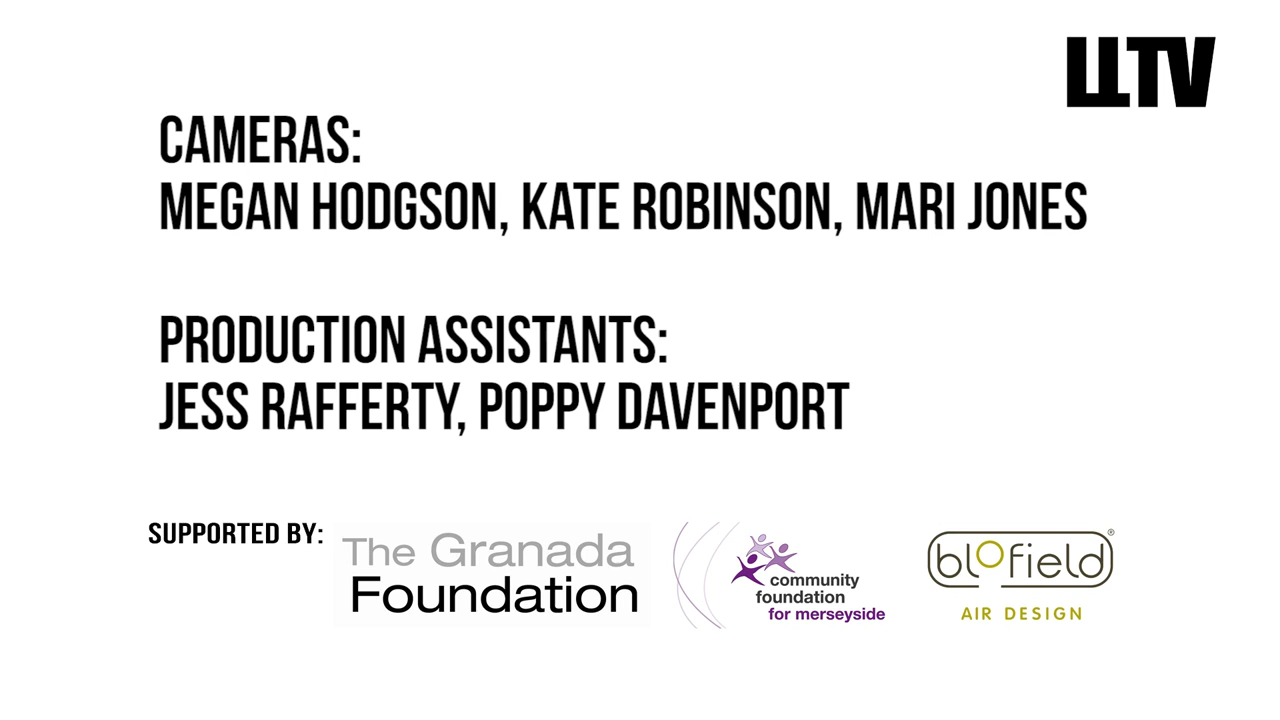 LLTV
CAMERAS:
MEGAN HODGSON, KATE ROBINSON, MARI JONES
PRODUCTION ASSISTANTS:
JESS RAFFERTY, POPPY DAVENPORT
SUPPORTED BY:
The Granada
Foundation
community
foundation
for merseyside
blofield®
AIR DESIGN